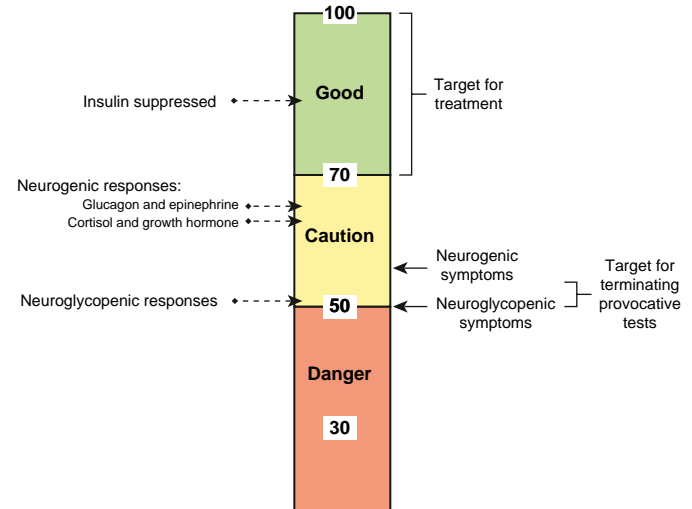 100
Good
Insulin suppressed
Target for
treatment
70
Neurogenic responses:
Glucagon and epinephrine
Cortisol and growth hormone
Caution
Neurogenic
symptoms
Target for
terminating
provocative
tests
Neuroglycopenic responses
50
Neuroglycopenic
symptoms
Danger
30